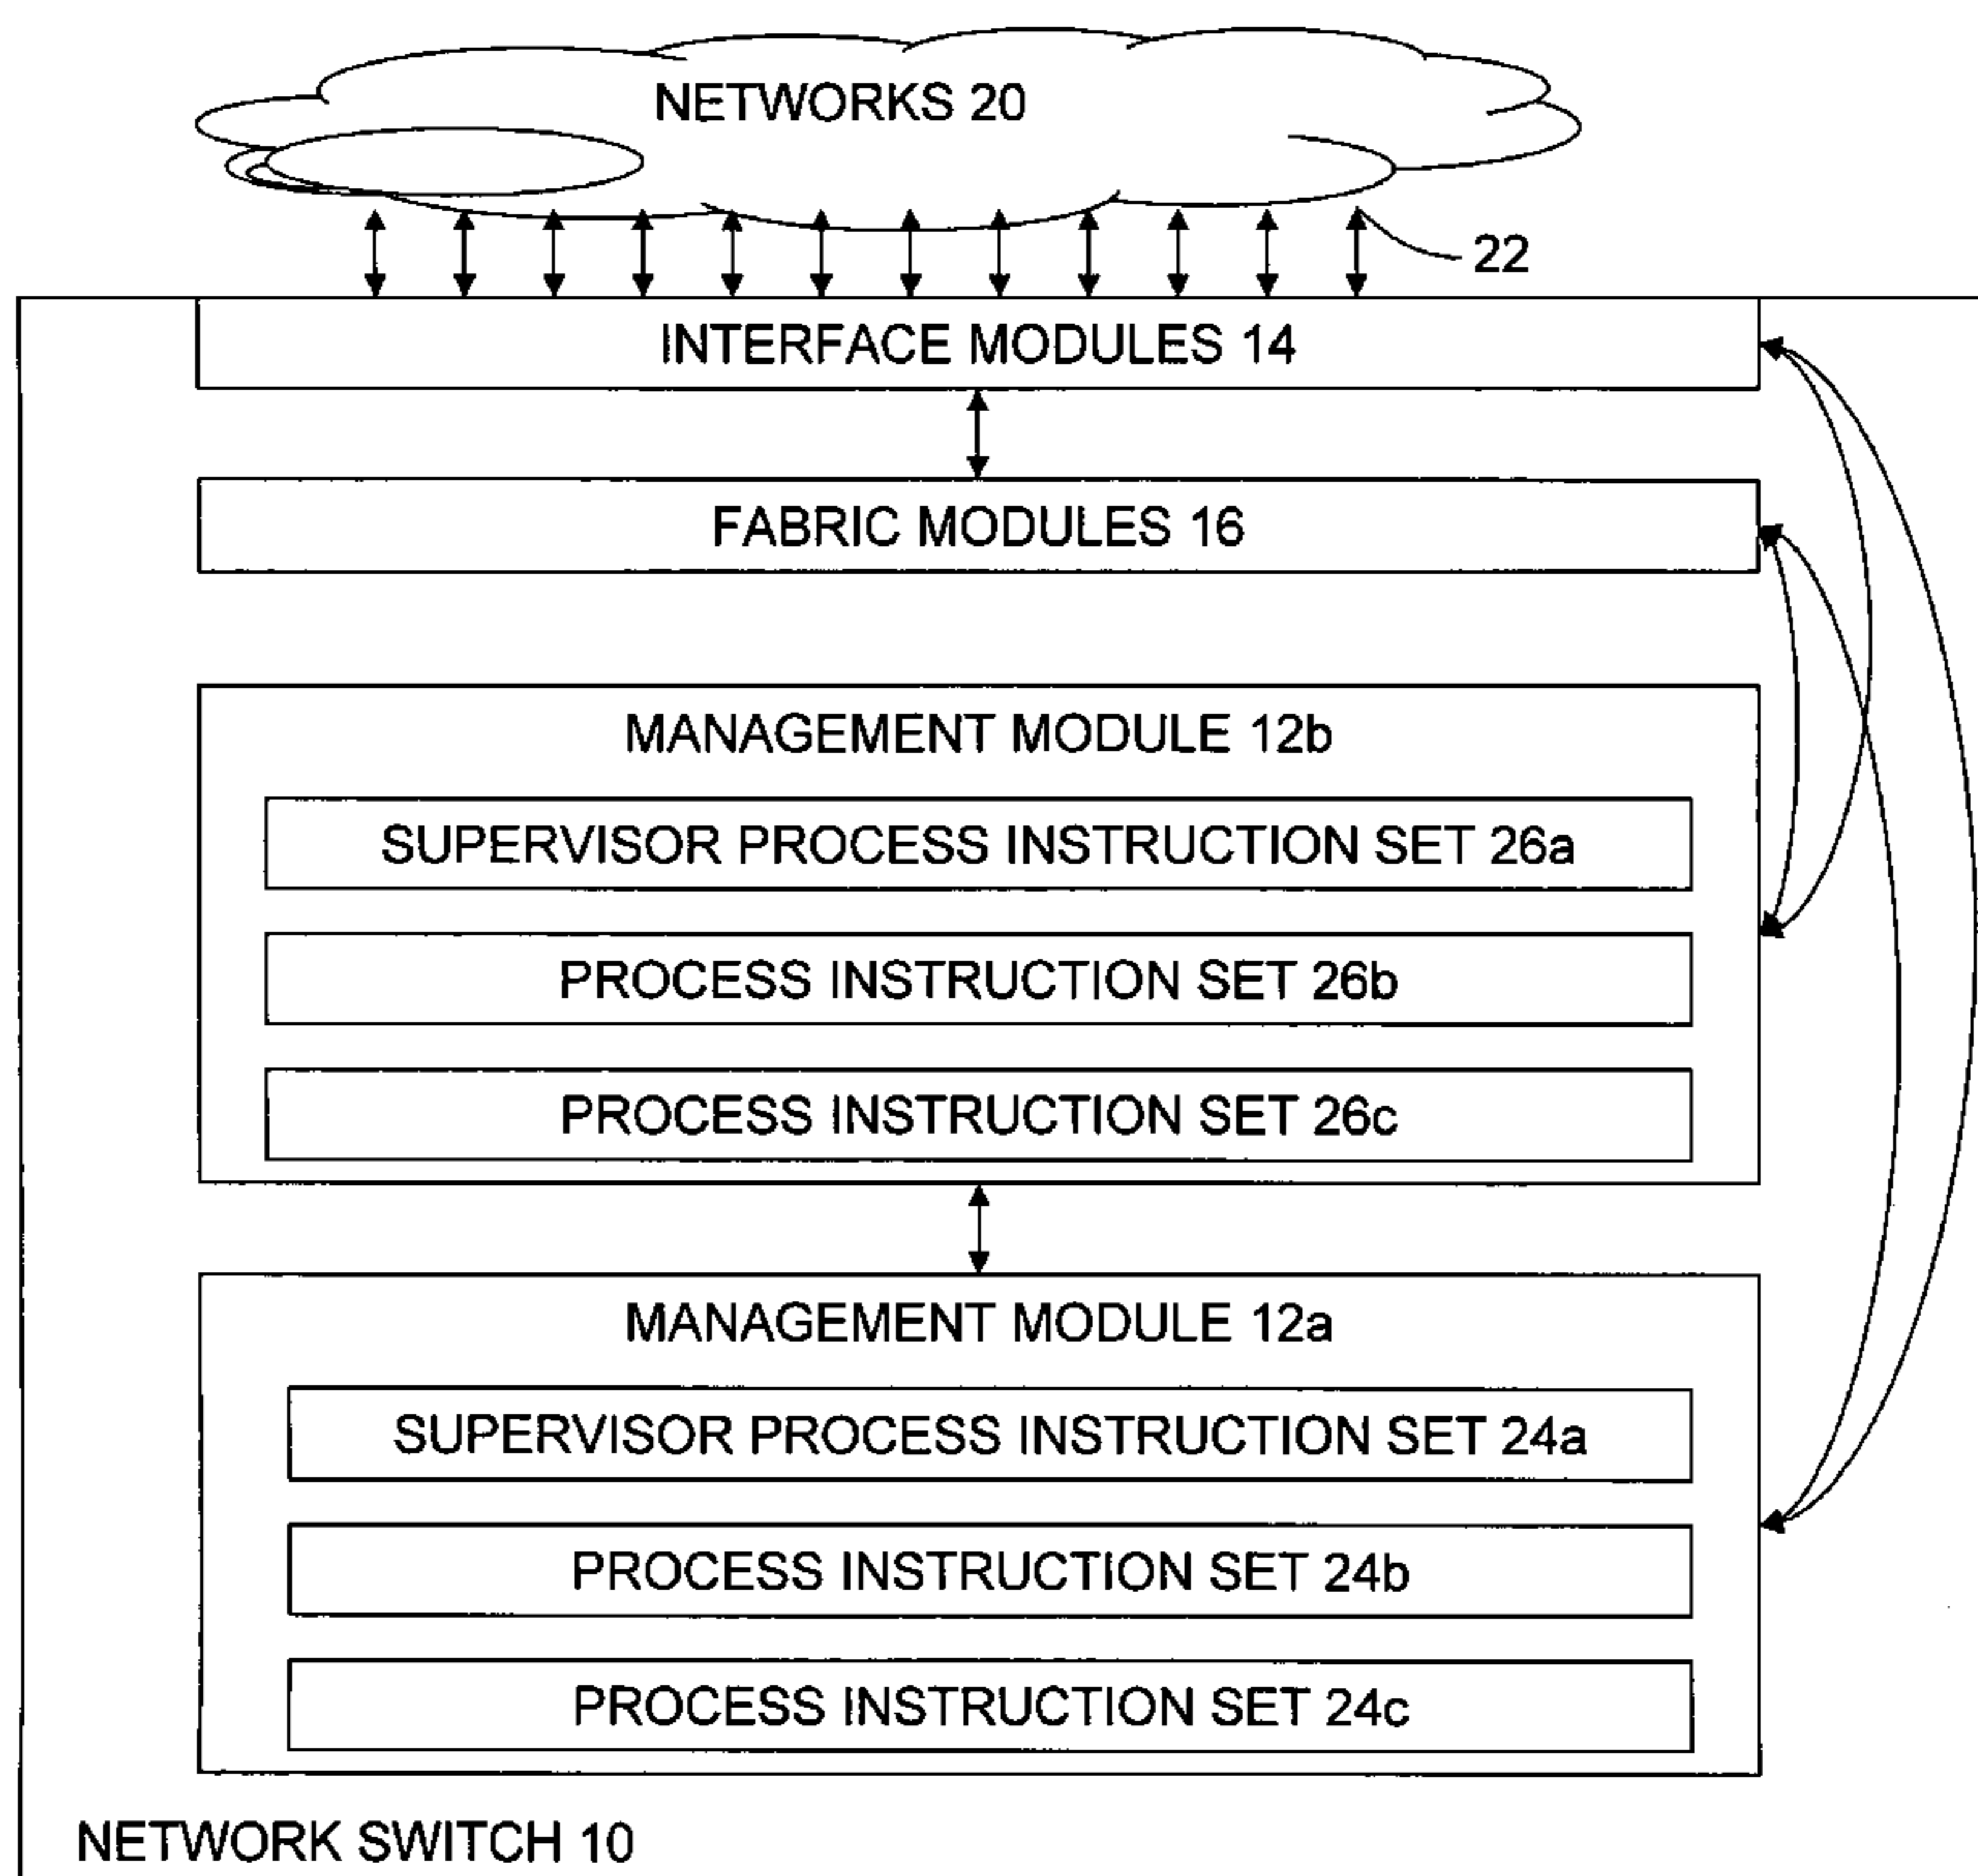 NETWORKS 20
22
INTERFACE MODULES 14
FABRIC MODULES 16
MANAGEMENT MODULE 12b
SUPERVISOR PROCESS INSTRUCTION SET 26a
PROCESS INSTRUCTION SET 26b
PROCESS INSTRUCTION SET 26c
MANAGEMENT MODULE 12a
SUPERVISOR PROCESS INSTRUCTION SET 24a
PROCESS INSTRUCTION SET 24b
PROCESS INSTRUCTION SET 24c
NETWORK SWITCH 10